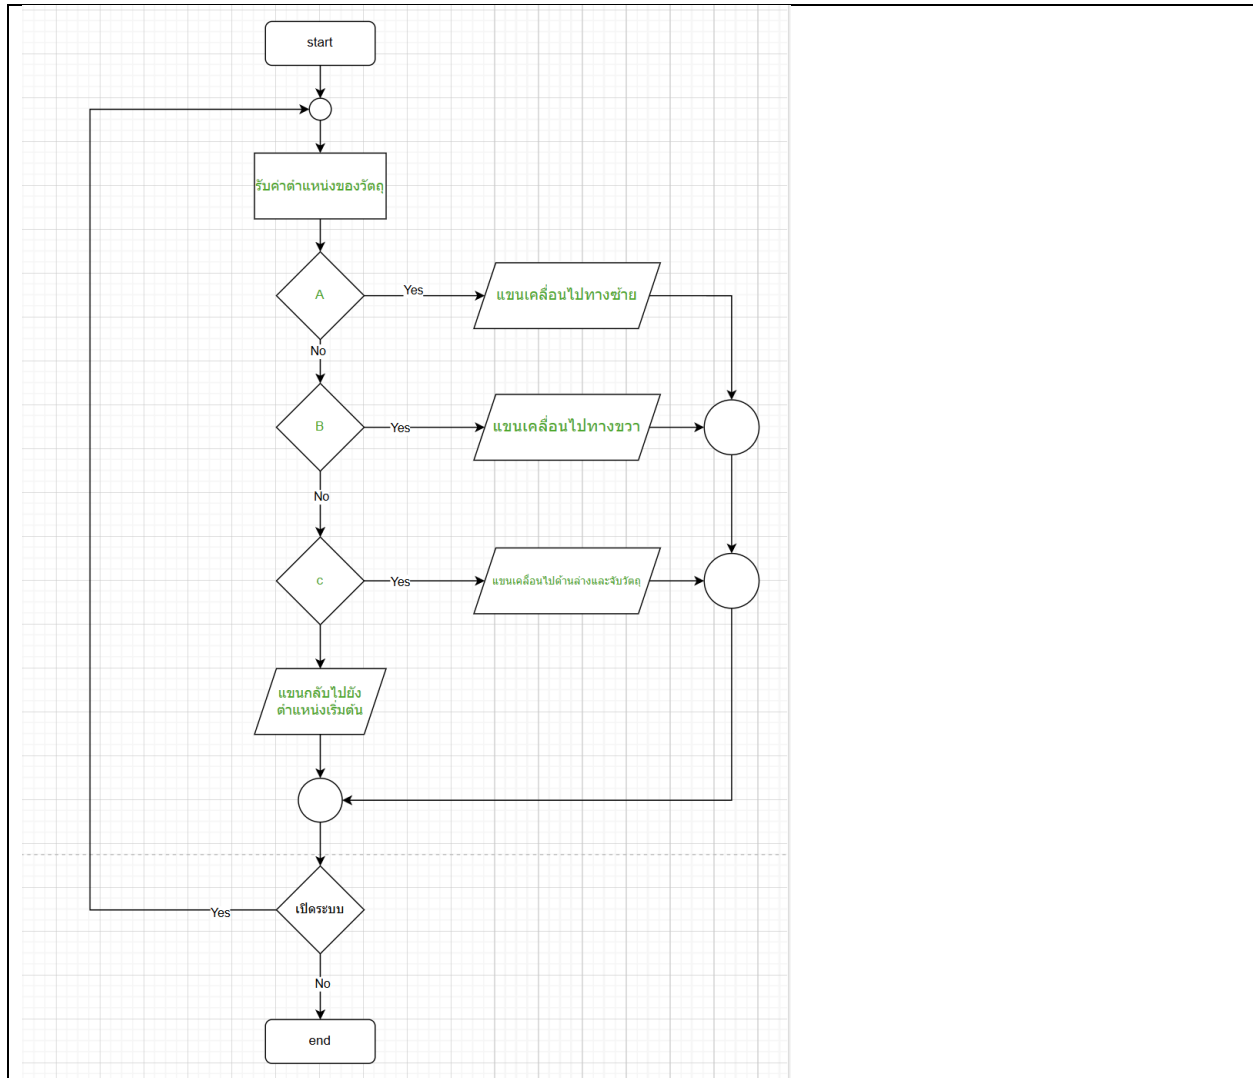 start
รับค่าตำแหน่งของวัตถุ
A
Yes
แขนเคลื่อนไปทางซ้าย
No
B
Yes
แขนเคลื่อนไปทางขวา
No
c
Yes
แขนเคลื่อนไปด้านล่างและจับวัตถุ
แขนกลับไปยัง
ตำแหน่งเริ่มต้น
เปิดระบบ
Yes
No
end